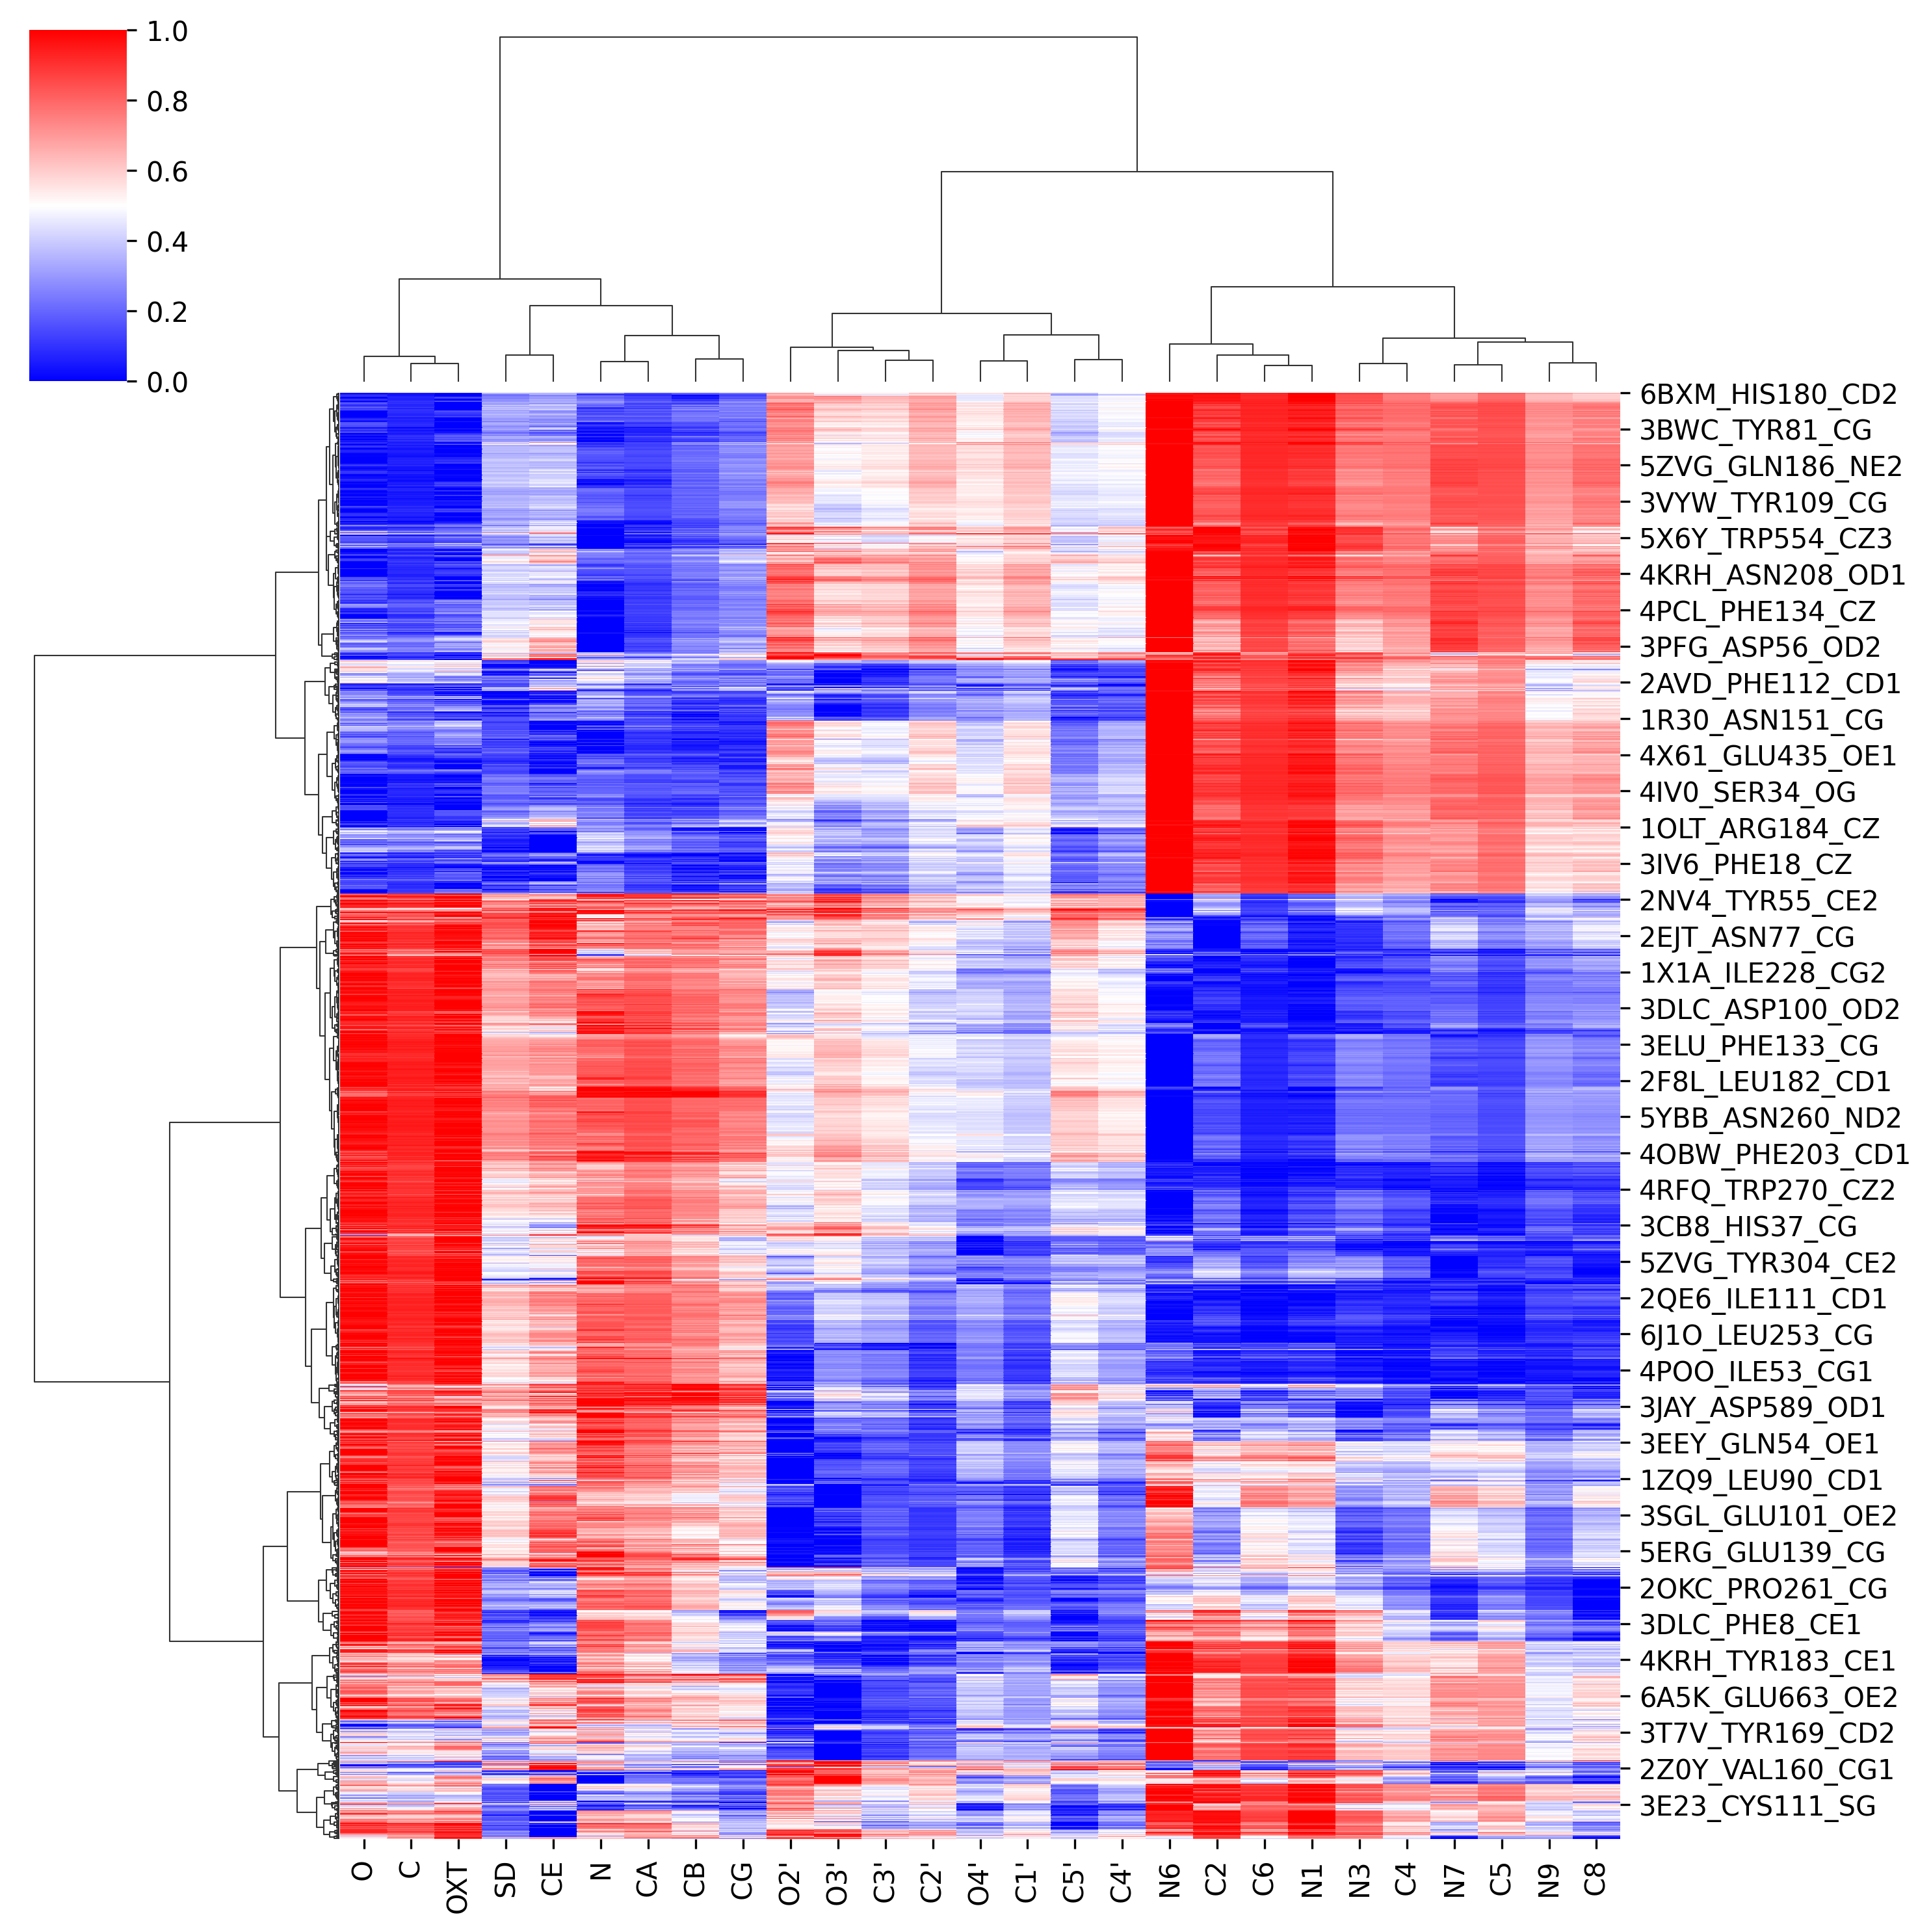 1.0
0.8
0.6
0.4
0.2
0.0
6BXM_HIS180_CD2
3BWC_TYR81_CG
5ZVG_GLN186_NE2
3VYW_TYR109_CG
5X6Y_TRP554_CZ3
4KRH_ASN208_OD1
4PCL_PHE134_CZ
3PFG_ASP56_OD2
2AVD_PHE112_CD1
1R30_ASN151_CG
4X61_GLU435_OE1
4IV0_SER34_OG
1OLT_ARG184_CZ
3IV6_PHE18_CZ
2NV4_TYR55_CE2
2EJT_ASN77_CG
1X1A_ILE228_CG2
3DLC_ASP100_OD2
3ELU_PHE133_CG
2F8L_LEU182_CD1
5YBB_ASN260_ND2
4OBW_PHE203_CD1
4RFQ_TRP270_CZ2
3CB8_HIS37_CG
5ZVG_TYR304_CE2
2QE6_ILE111_CD1
6J1O_LEU253_CG
4POO_ILE53_CG1
3JAY_ASP589_OD1
3EEY_GLN54_OE1
1ZQ9_LEU90_CD1
3SGL_GLU101_OE2
5ERG_GLU139_CG
2OKC_PRO261_CG
3DLC_PHE8_CE1
4KRH_TYR183_CE1
6A5K_GLU663_OE2
3T7V_TYR169_CD2
2Z0Y_VAL160_CG1
3E23_CYS111_SG
O
C
OXT
SD
CE
N
CA
CB
CG
O2'
O3'
C3'
C2'
O4'
C1'
C5'
C4'
N6
C2
C6
N1
N3
C4
N7
C5
N9
C8